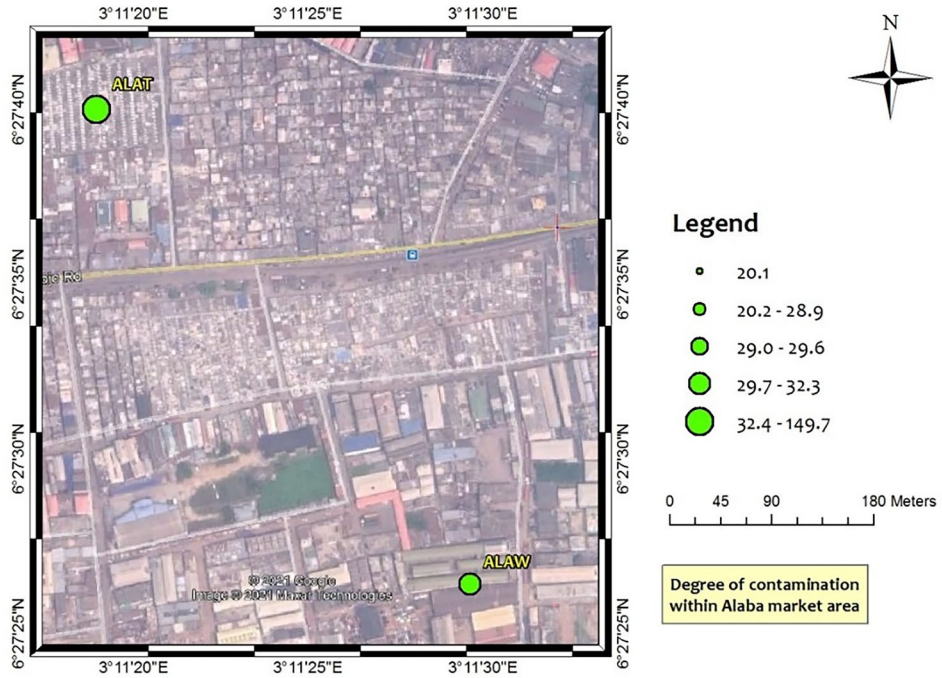 3°11'20"E 3°11'25"E 3°11'30"E
N
6°27'40"N 6°27'40"N
ALAT
Legend
6°27'35"N 6°27'35"N
Rd
20.1
20.2 - 28.9
29.0 - 29.6
29.7 - 32.3
32.4 - 149.7
6°27'30"N 6°27'30"N
0 45 90 180 Meters
ALAW
© 2021 Google
Image © 2021 Maxar Technologies
Degree of contamination
within Alaba market area
6°27'25"N 6°27'25"N
3°11'20"E 3°11'25"E 3°11'30"E